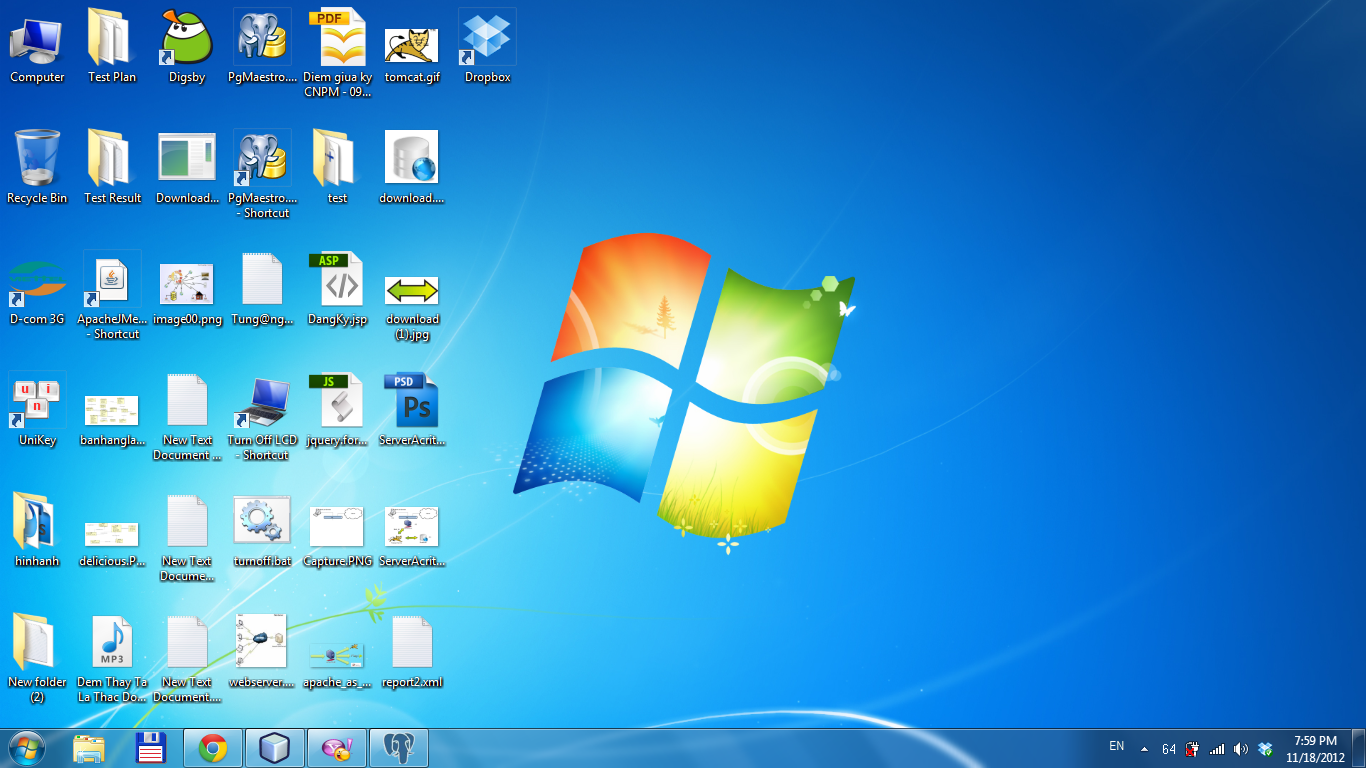 Computer
Test Plan
Digsby
PgMaestro....
PDF
Diem giua ky
CNPM - 09...
tomcat.gif
Dropbox
Recycle Bin
Test Result
Download...
PgMaestro....
- Shortcut
test
download....
D-com 3G
ApacheJMe...
- Shortcut
image00.png
Tung@ng...
ASP
DangKy.jsp
download
(1).jpg
u i
n
UniKey
banhangla...
New Text
Document ...
Turn Off LCD
- Shortcut
JS
jquery.for...
PSD
Ps
ServerAcrit...
hinhanh
delicious.P...
New Text
Docume...
turnoff.bat
Capture.PNG
ServerAcrit...
New folder
(2)
MP3
Dem Thay Ta
La Thac Do...
New Text
Document....
webserver....
apache_as_...
report2.xml
EN
64
7:59 PM
11/18/2012